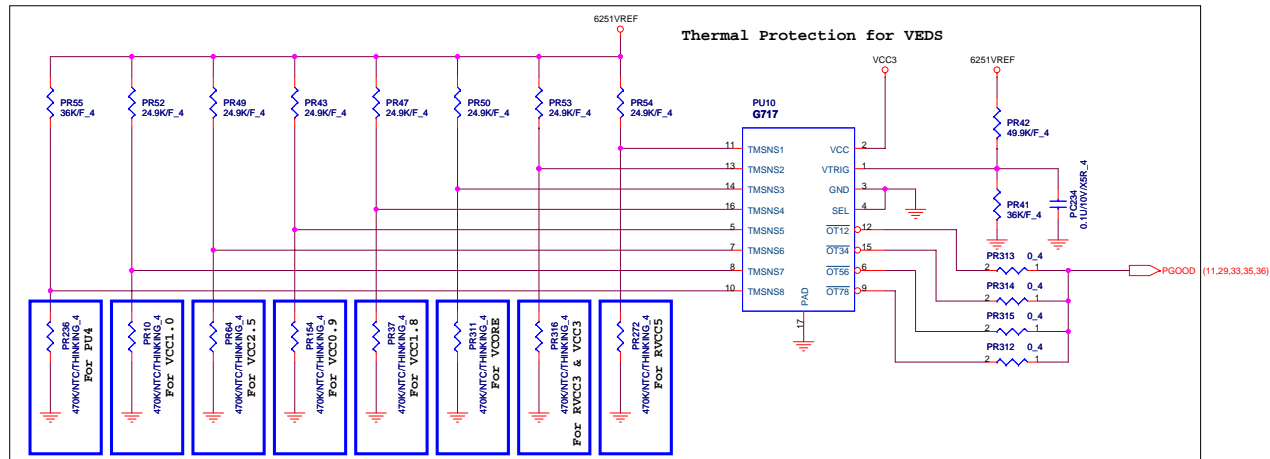 6251VREF
Thermal Protection for VEDS
VCC3
6251VREF
PR55
36K/F_4
PR52
24.9K/F_4
PR49
24.9K/F_4
PR43
24.9K/F_4
PR47
24.9K/F_4
PR50
24.9K/F_4
PR53
24.9K/F_4
PR54
24.9K/F_4
PU10
G717
PR42
49.9K/F_4
11 TMSNS1 VCC 2
13 TMSNS2 VTRIG 1
14 TMSNS3 GND 3
16 TMSNS4 SEL 4
5 TMSNS5 OT12 12
7 TMSNS6 OT34 15
8 TMSNS7 OT56 6
10 TMSNS8 OT78 9
PAD
17
PR41
36K/F_4
PC234
0.1U/10V/X5R_4
PR313 0_4
2 1
PR314 0_4
2 1
PR315 0_4
2 1
PR312 0_4
2 1
PGOOD (11,29,33,35,36)
PR236
470K/NTC/THINKING_4
For PU4
PR10
470K/NTC/THINKING_4
For VCC1.0
PR64
470K/NTC/THINKING_4
For VCC2.5
PR154
470K/NTC/THINKING_4
For VCC0.9
PR37
470K/NTC/THINKING_4
For VCC1.8
PR311
470K/NTC/THINKING_4
For VCORE
PR316
470K/NTC/THINKING_4
For RVCC3 & VCC3
PR272
470K/NTC/THINKING_4
For RVCC5